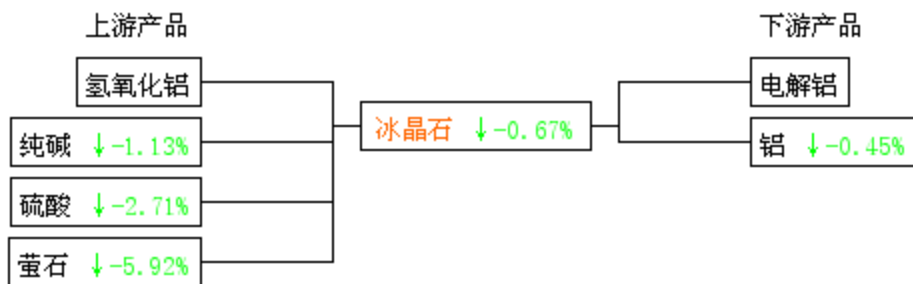 上游产品
下游产品
氢氧化铝
电解铝
冰晶石 ↓-0.67%
纯碱 ↓-1.13%
铝 ↓-0.45%
硫酸 ↓-2.71%
萤石 ↓-5.92%